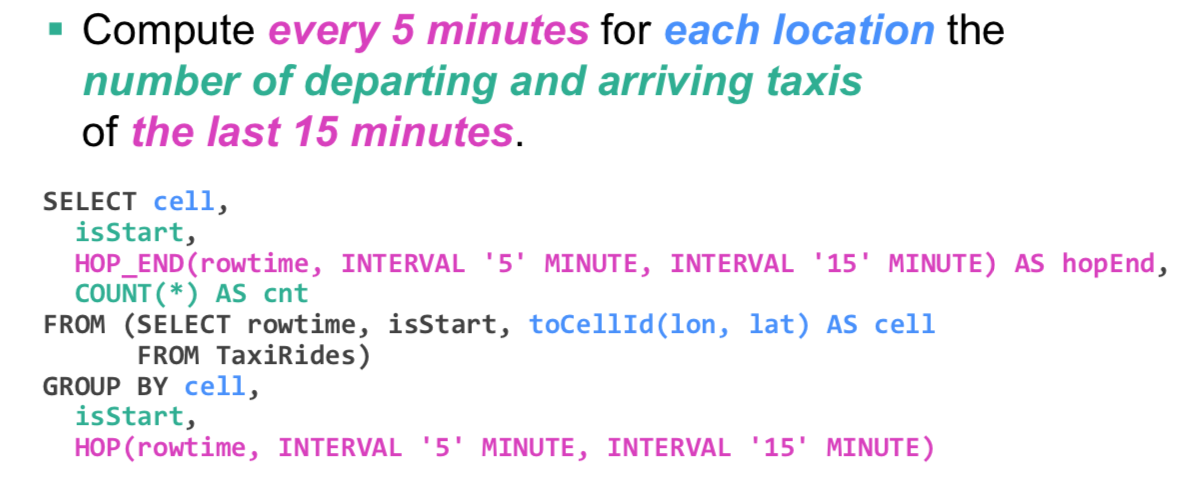 ▪ Compute every 5 minutes for each location the
number of departing and arriving taxis
of the last 15 minutes.
SELECT cell,
  isStart,
  HOP_END(rowtime, INTERVAL '5' MINUTE, INTERVAL '15' MINUTE) AS hopEnd,
  COUNT(*) AS cnt
FROM (SELECT rowtime, isStart, toCellId(lon, lat) AS cell
      FROM TaxiRides)
GROUP BY cell,
  isStart,
  HOP(rowtime, INTERVAL '5' MINUTE, INTERVAL '15' MINUTE)